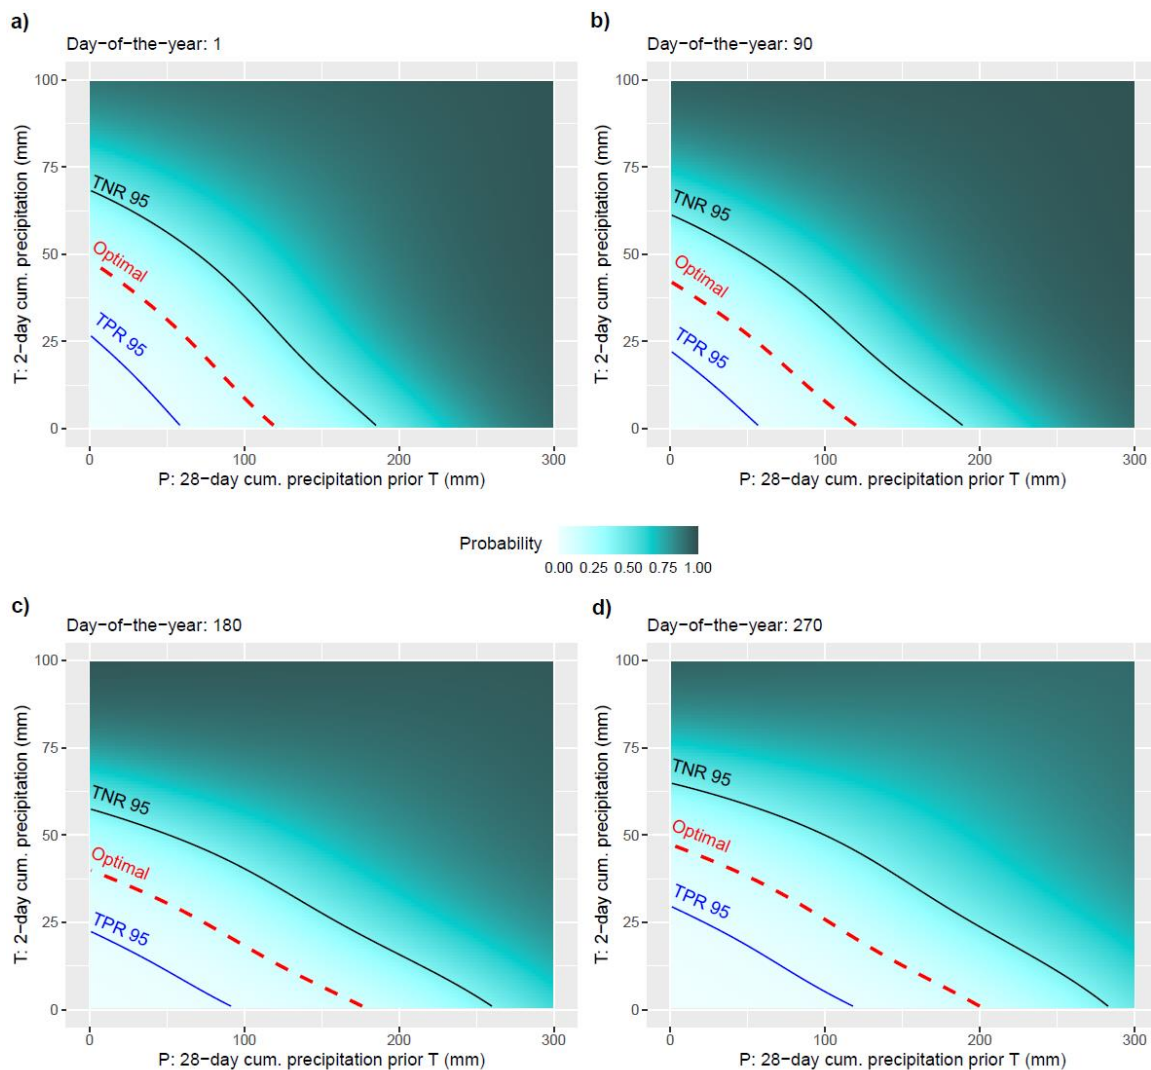 a)
Day-of-the-year: 1
100
75
50
25
0
T: 2-day cum. precipitation (mm)
TNR 95
Optimal
TPR 95
0 100 200 300
P: 28-day cum. precipitation prior T (mm)
b)
Day-of-the-year: 90
100
75
50
25
0
T: 2-day cum. precipitation (mm)
TNR 95
Optimal
TPR 95
0 100 200 300
P: 28-day cum. precipitation prior T (mm)
Probability
0.00 0.25 0.50 0.75 1.00
c)
Day-of-the-year: 180
100
75
50
25
0
T: 2-day cum. precipitation (mm)
TNR 95
Optimal
TPR 95
0 100 200 300
P: 28-day cum. precipitation prior T (mm)
d)
Day-of-the-year: 270
100
75
50
25
0
T: 2-day cum. precipitation (mm)
TNR 95
Optimal
TPR 95
0 100 200 300
P: 28-day cum. precipitation prior T (mm)